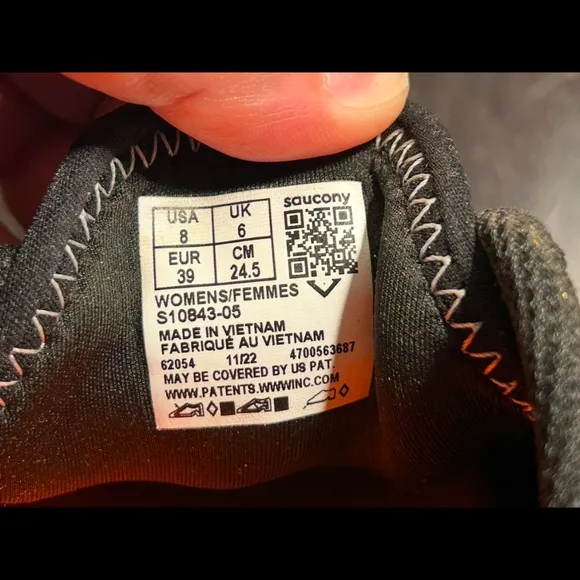 saucony
USA 8 UK 6
EUR 39 CM 24.5
WOMENS/FEMMES
S10843-05
MADE IN VIETNAM
FABRIQUÉ AU VIETNAM
62054 11/22 4700563687
MAY BE COVERED BY US PAT.
WWW.PATENTS.WWWINC.COM